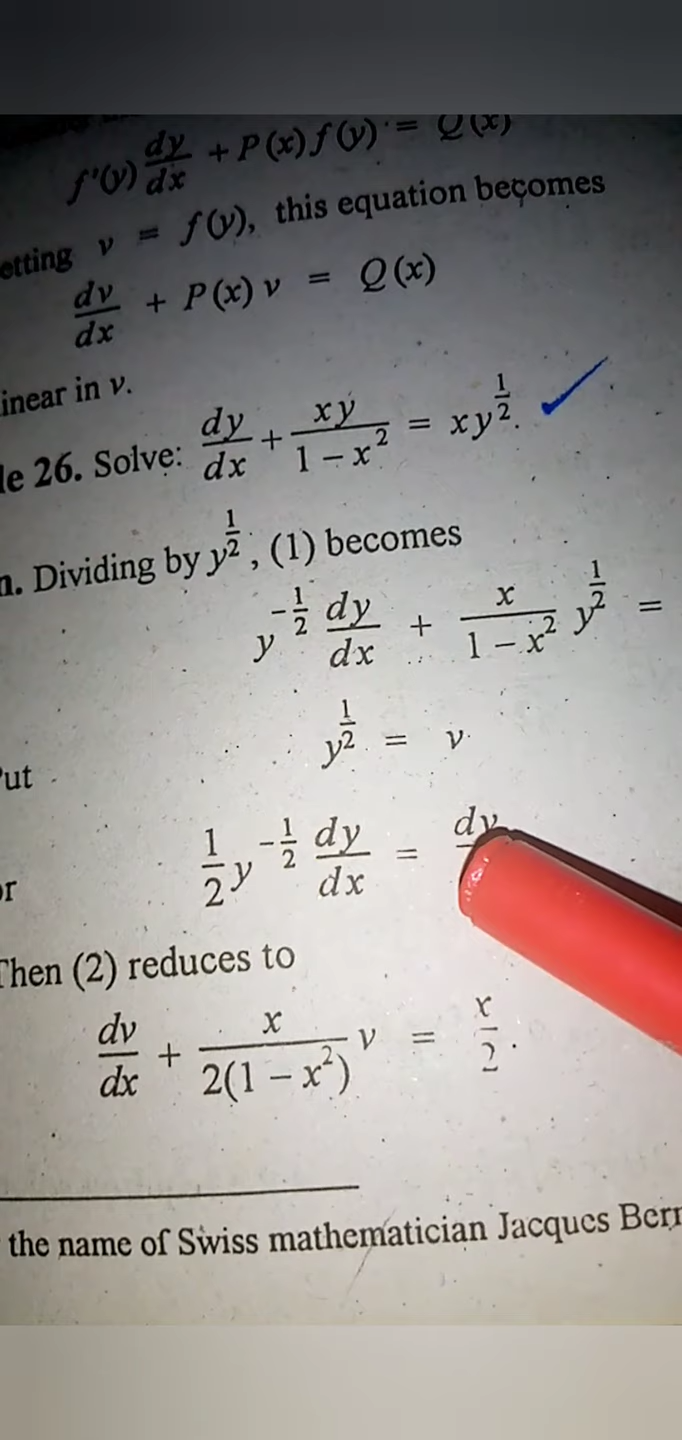 f'(y) dy/dx + P(x) f(y) = Q(x)
etting v = f(y), this equation becomes
dv/dx + P(x) v = Q(x)
inear in v.
le 26. Solve: dy/dx + xy/(1 − x²) = xy^(1/2).
n. Dividing by y^(1/2), (1) becomes
y^(−1/2) dy/dx + x/(1 − x²) y^(1/2) =
Put y^(1/2) = v
or (1/2) y^(−1/2) dy/dx = dv
Then (2) reduces to
dv/dx + x/(2(1 − x²)) v = x/2.
the name of Swiss mathematician Jacques Bern